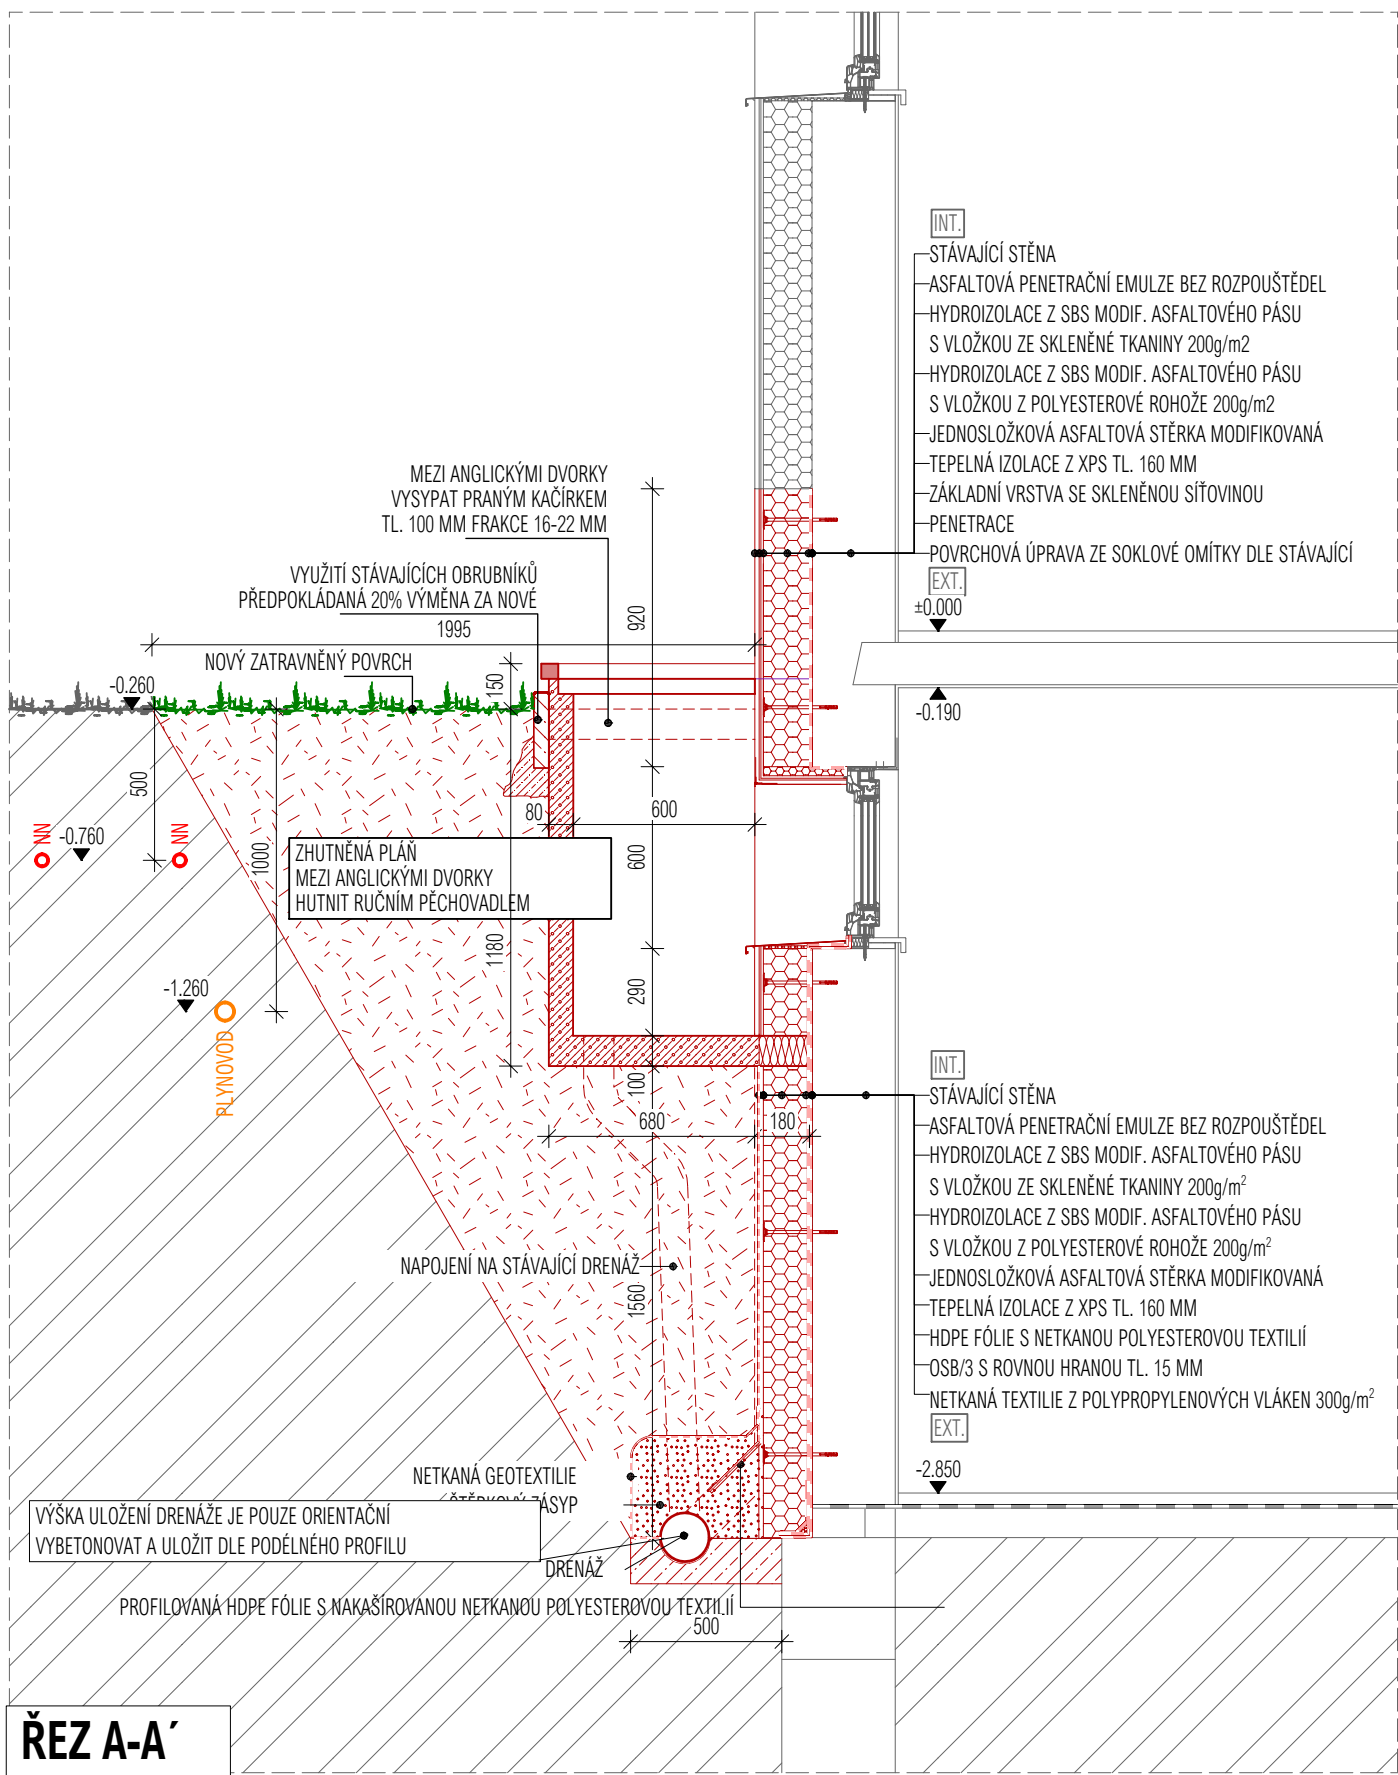 INT.
STÁVAJÍCÍ STĚNA
ASFALTOVÁ PENETRAČNÍ EMULZE BEZ ROZPOUŠTĚDEL
HYDROIZOLACE Z SBS MODIF. ASFALTOVÉHO PÁSU
S VLOŽKOU ZE SKLENĚNÉ TKANINY 200g/m2
HYDROIZOLACE Z SBS MODIF. ASFALTOVÉHO PÁSU
S VLOŽKOU Z POLYESTEROVÉ ROHOŽE 200g/m2
JEDNOSLOŽKOVÁ ASFALTOVÁ STĚRKA MODIFIKOVANÁ
TEPELNÁ IZOLACE Z XPS TL. 160 MM
ZÁKLADNÍ VRSTVA SE SKLENĚNOU SÍŤOVINOU
PENETRACE
POVRCHOVÁ ÚPRAVA ZE SOKLOVÉ OMÍTKY DLE STÁVAJÍCÍ
EXT.
±0.000
-0.190
MEZI ANGLICKÝMI DVORKY
VYSYPAT PRANÝM KAČÍRKEM
TL. 100 MM FRAKCE 16-22 MM
VYUŽITÍ STÁVAJÍCÍCH OBRUBNÍKŮ
PŘEDPOKLÁDANÁ 20% VÝMĚNA ZA NOVÉ
1995
920
NOVÝ ZATRAVNĚNÝ POVRCH
150
-0.260
500
NN
-0.760
NN
1000
80
600
600
ZHUTNĚNÁ PLÁŇ
MEZI ANGLICKÝMI DVORKY
HUTNIT RUČNÍM PĚCHOVADLEM
1180
290
-1.260
PLYNOVOD
100
680
180
INT.
STÁVAJÍCÍ STĚNA
ASFALTOVÁ PENETRAČNÍ EMULZE BEZ ROZPOUŠTĚDEL
HYDROIZOLACE Z SBS MODIF. ASFALTOVÉHO PÁSU
S VLOŽKOU ZE SKLENĚNÉ TKANINY 200g/m²
HYDROIZOLACE Z SBS MODIF. ASFALTOVÉHO PÁSU
S VLOŽKOU Z POLYESTEROVÉ ROHOŽE 200g/m²
JEDNOSLOŽKOVÁ ASFALTOVÁ STĚRKA MODIFIKOVANÁ
TEPELNÁ IZOLACE Z XPS TL. 160 MM
HDPE FÓLIE S NETKANOU POLYESTEROVOU TEXTILIÍ
OSB/3 S ROVNOU HRANOU TL. 15 MM
NETKANÁ TEXTILIE Z POLYPROPYLENOVÝCH VLÁKEN 300g/m²
EXT.
-2.850
NAPOJENÍ NA STÁVAJÍCÍ DRENÁŽ
1560
NETKANÁ GEOTEXTILIE
ŠTĚRKOVÝ ZÁSYP
VÝŠKA ULOŽENÍ DRENÁŽE JE POUZE ORIENTAČNÍ
VYBETONOVAT A ULOŽIT DLE PODÉLNÉHO PROFILU
DRENÁŽ
PROFILOVANÁ HDPE FÓLIE S NAKAŠÍROVANOU NETKANOU POLYESTEROVOU TEXTILIÍ
500
ŘEZ A-A´